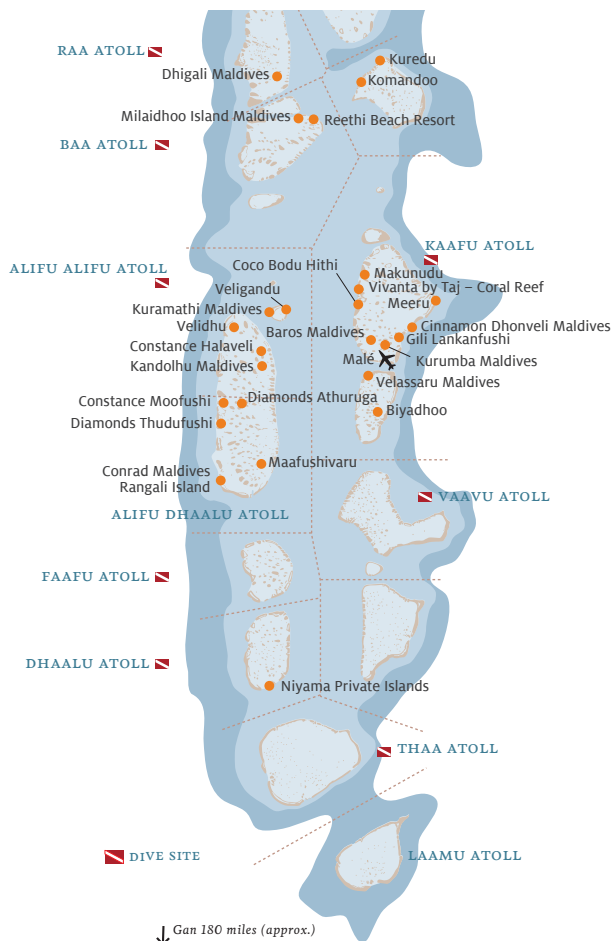 RAA ATOLL
Kuredu
Dhigali Maldives
Komandoo
Milaidhoo Island Maldives
Reethi Beach Resort
BAA ATOLL
KAAFU ATOLL
ALIFU ALIFU ATOLL
Coco Bodu Hithi
Makunudu
Veligandu
Vivanta by Taj – Coral Reef
Meeru
Kuramathi Maldives
Velidhu
Baros Maldives
Cinnamon Dhonveli Maldives
Gili Lankanfushi
Constance Halaveli
Malé
Kurumba Maldives
Kandolhu Maldives
Velassaru Maldives
Constance Moofushi
Diamonds Athuruga
Biyadhoo
Diamonds Thudufushi
Maafushivaru
Conrad Maldives
Rangali Island
VAAVU ATOLL
ALIFU DHAALU ATOLL
FAAFU ATOLL
DHAALU ATOLL
Niyama Private Islands
THAA ATOLL
DIVE SITE
LAAMU ATOLL
Gan 180 miles (approx.)